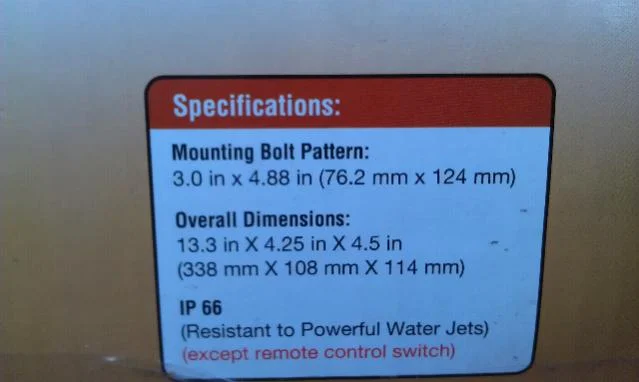 Specifications:
Mounting Bolt Pattern:
3.0 in x 4.88 in (76.2 mm x 124 mm)
Overall Dimensions:
13.3 in X 4.25 in X 4.5 in
(338 mm X 108 mm X 114 mm)
IP 66
(Resistant to Powerful Water Jets)
(except remote control switch)